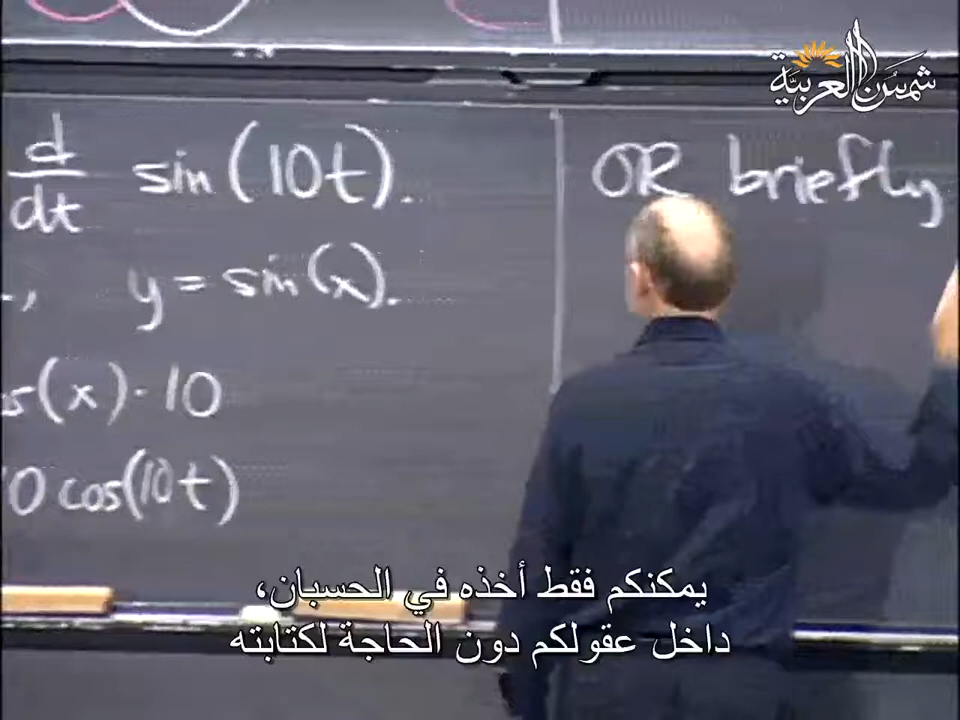 شمس العربية
d/dt sin(10t).
OR briefly
, y = sin(x).
s(x)·10
0 cos(10t)
يمكنكم فقط أخذه في الحسبان،
داخل عقولكم دون الحاجة لكتابته